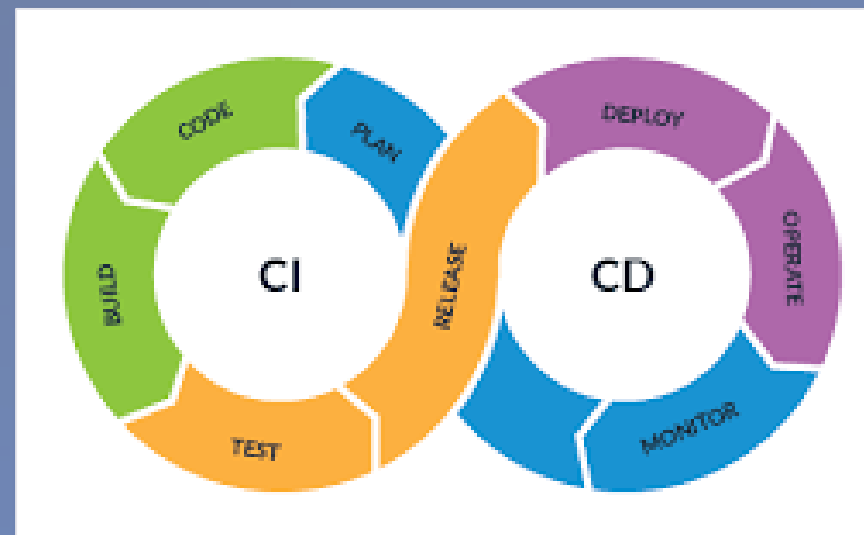 PLAN
CODE
BUILD
TEST
RELEASE
DEPLOY
OPERATE
MONITOR
CI
CD